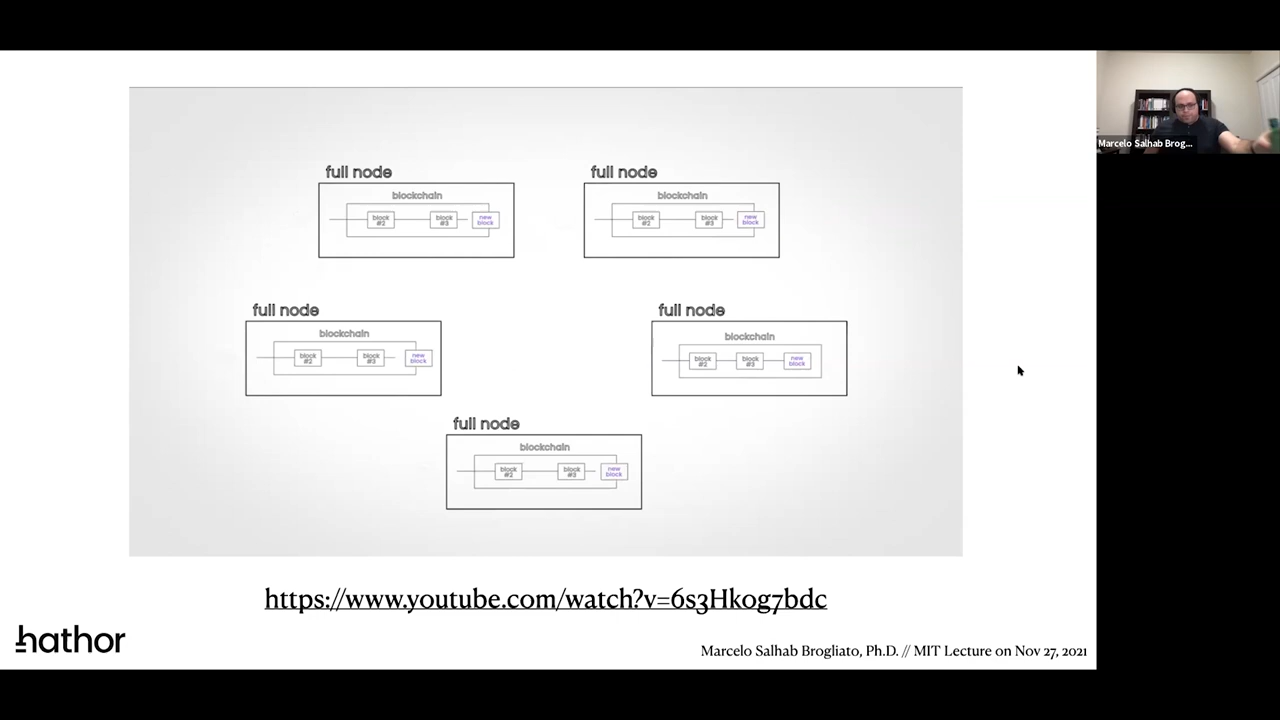 Marcelo Salhab Brog...
full node
blockchain
block
#2
block
#3
new
block
full node
blockchain
block
#2
block
#3
new
block
full node
blockchain
block
#2
block
#3
new
block
full node
blockchain
block
#2
block
#3
new
block
full node
blockchain
block
#2
block
#3
new
block
https://www.youtube.com/watch?v=6s3Hkog7bdc
hathor
Marcelo Salhab Brogliato, Ph.D. // MIT Lecture on Nov 27, 2021